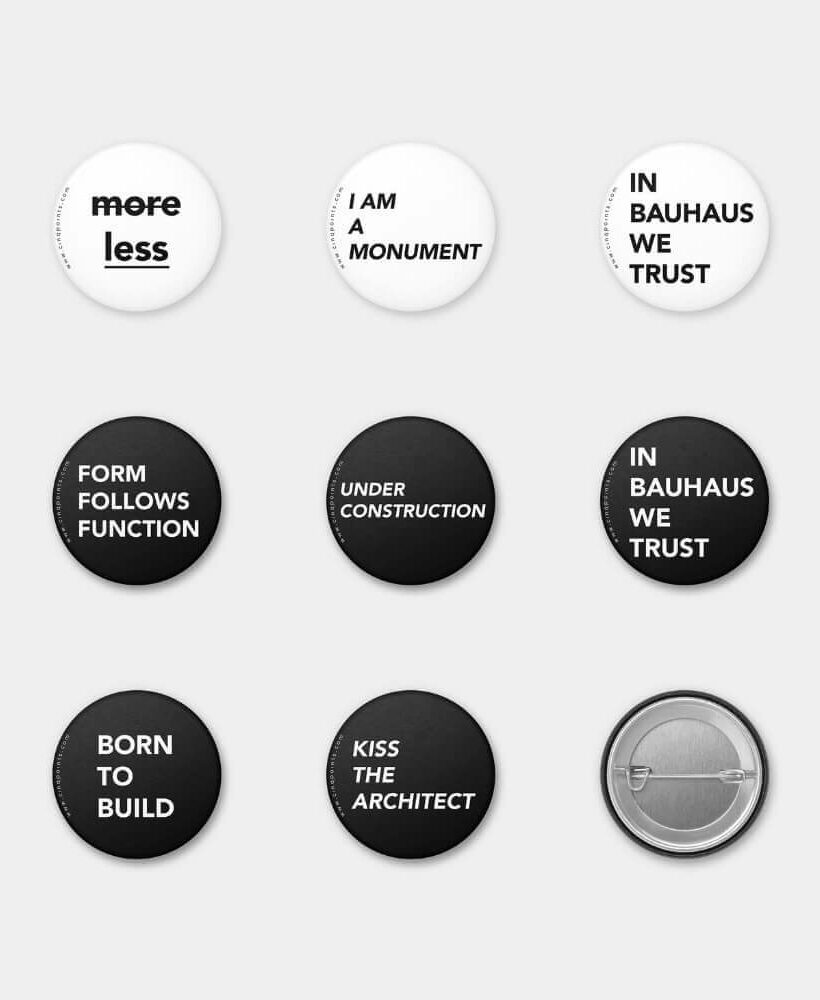 more
less
www.cinqpoints.com
I AM
A
MONUMENT
www.cinqpoints.com
IN
BAUHAUS
WE
TRUST
www.cinqpoints.com
FORM
FOLLOWS
FUNCTION
www.cinqpoints.com
UNDER
CONSTRUCTION
www.cinqpoints.com
IN
BAUHAUS
WE
TRUST
www.cinqpoints.com
BORN
TO
BUILD
www.cinqpoints.com
KISS
THE
ARCHITECT
www.cinqpoints.com